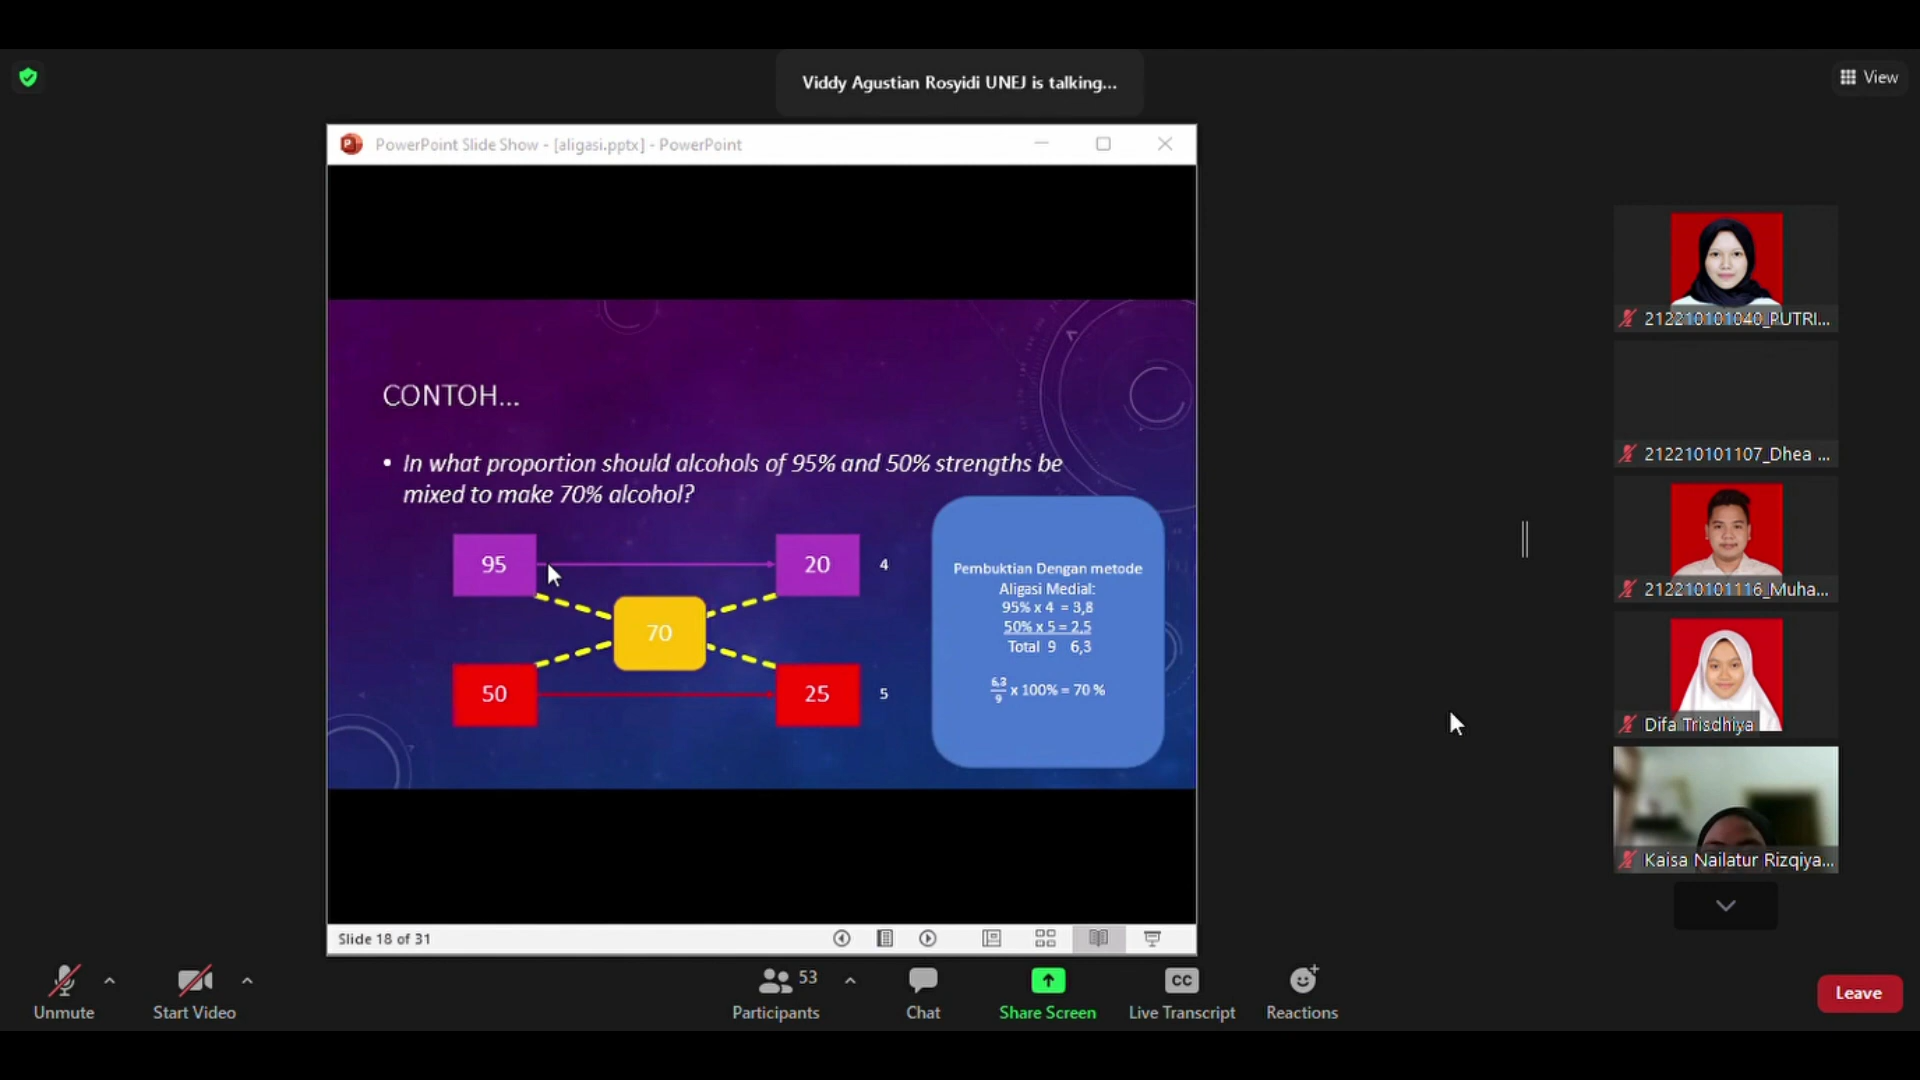 Viddy Agustian Rosyidi UNEJ is talking...
View
PowerPoint Slide Show - [aligasi.pptx] - PowerPoint
CONTOH...
• In what proportion should alcohols of 95% and 50% strengths be
mixed to make 70% alcohol?
95
20
4
70
50
25
5
Pembuktian Dengan metode
Aligasi Medial:
95% x 4 = 3,8
50% x 5 = 2,5
Total 9 6,3
6,3
9
x 100% = 70 %
212210101040_PUTRI...
212210101107_Dhea ...
212210101116_Muha...
Difa Trisdhiya
Kaisa Nailatur Rizqiya...
Slide 18 of 31
Unmute
Start Video
53
Participants
Chat
Share Screen
CC
Live Transcript
Reactions
Leave